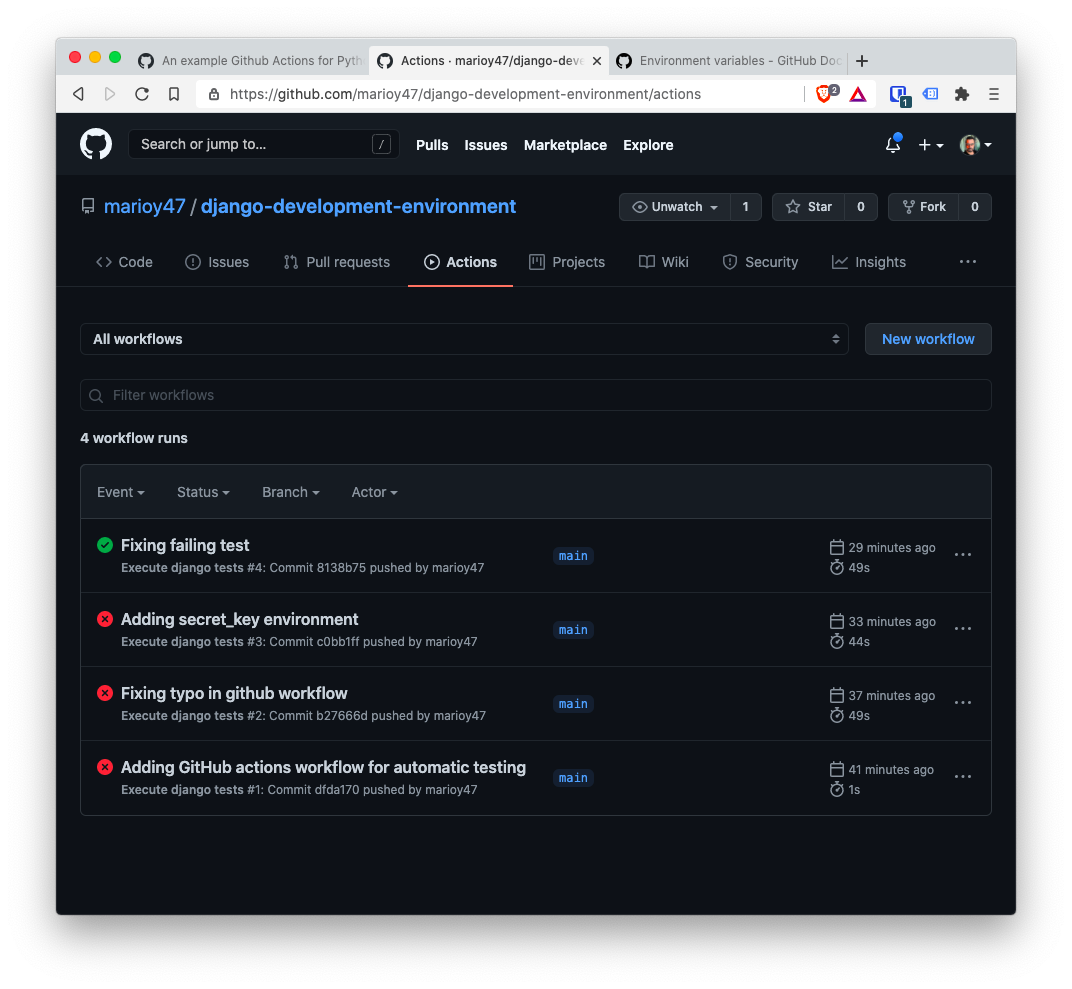 An example Github Actions for Pyth
Actions · marioy47/django-deve
Environment variables - GitHub Doc
https://github.com/marioy47/django-development-environment/actions
2
1
Search or jump to... /
Pulls Issues Marketplace Explore
marioy47 / django-development-environment
Unwatch 1 Star 0 Fork 0
Code Issues Pull requests Actions Projects Wiki Security Insights
All workflows New workflow
Filter workflows
4 workflow runs
Event Status Branch Actor
Fixing failing test
Execute django tests #4: Commit 8138b75 pushed by marioy47
main
29 minutes ago
49s
Adding secret_key environment
Execute django tests #3: Commit c0bb1ff pushed by marioy47
main
33 minutes ago
44s
Fixing typo in github workflow
Execute django tests #2: Commit b27666d pushed by marioy47
main
37 minutes ago
49s
Adding GitHub actions workflow for automatic testing
Execute django tests #1: Commit dfda170 pushed by marioy47
main
41 minutes ago
1s